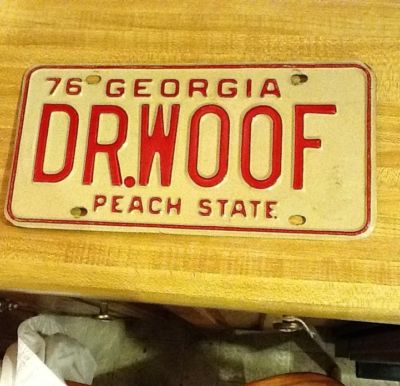 76 GEORGIA
DR.WOOF
PEACH STATE